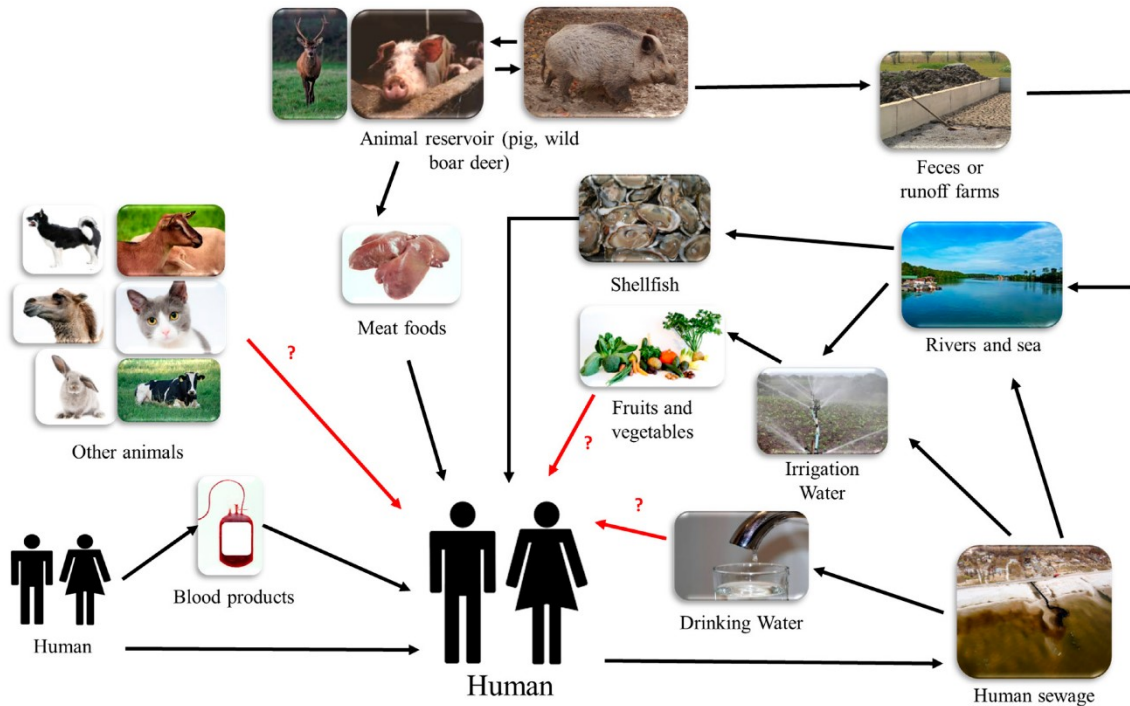 Animal reservoir (pig, wild
boar deer)
Feces or
runoff farms
Shellfish
Meat foods
Rivers and sea
?
Fruits and
vegetables
?
Other animals
Irrigation
Water
?
Blood products
Drinking Water
Human
Human
Human sewage